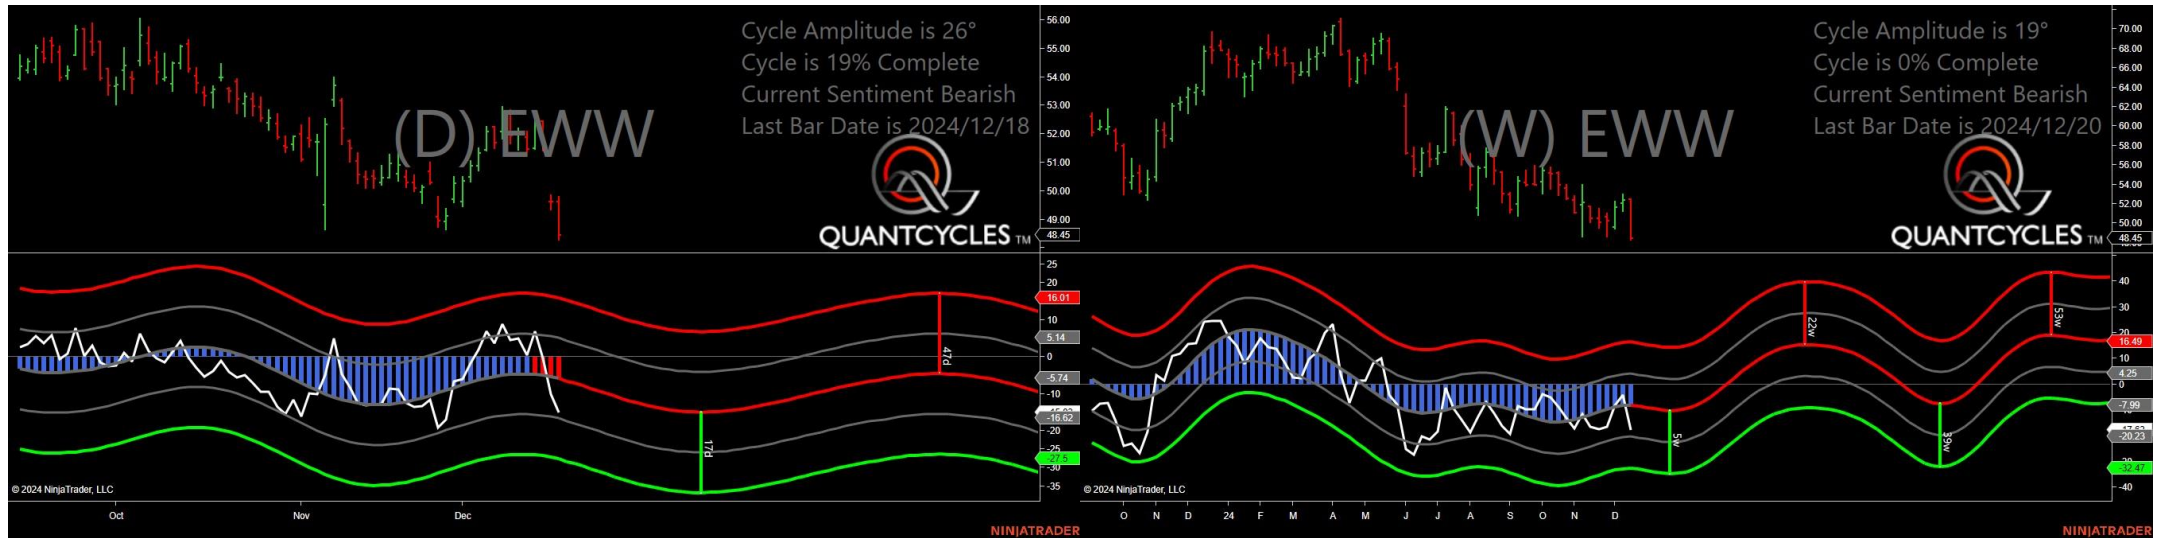 Cycle Amplitude is 26°
Cycle is 19% Complete
Current Sentiment Bearish
Last Bar Date is 2024/12/18
(D) EWW
QUANTCYCLES TM
56.00
55.00
54.00
53.00
52.00
51.00
50.00
49.00
48.45
25
20
16.01
10
5.14
0
-5.74
-10
-16.62
-20
-27.5
-30
-35
47d
17d
© 2024 NinjaTrader, LLC
Oct Nov Dec
NINJATRADER
Cycle Amplitude is 19°
Cycle is 0% Complete
Current Sentiment Bearish
Last Bar Date is 2024/12/20
(W) EWW
QUANTCYCLES TM
70.00
68.00
66.00
64.00
62.00
60.00
58.00
56.00
54.00
52.00
50.00
48.45
40
30
20
16.49
10
4.25
0
-7.99
-20.23
-32.47
-40
22w
53w
5w
39w
© 2024 NinjaTrader, LLC
O N D 24 F M A M J J A S O N D
NINJATRADER